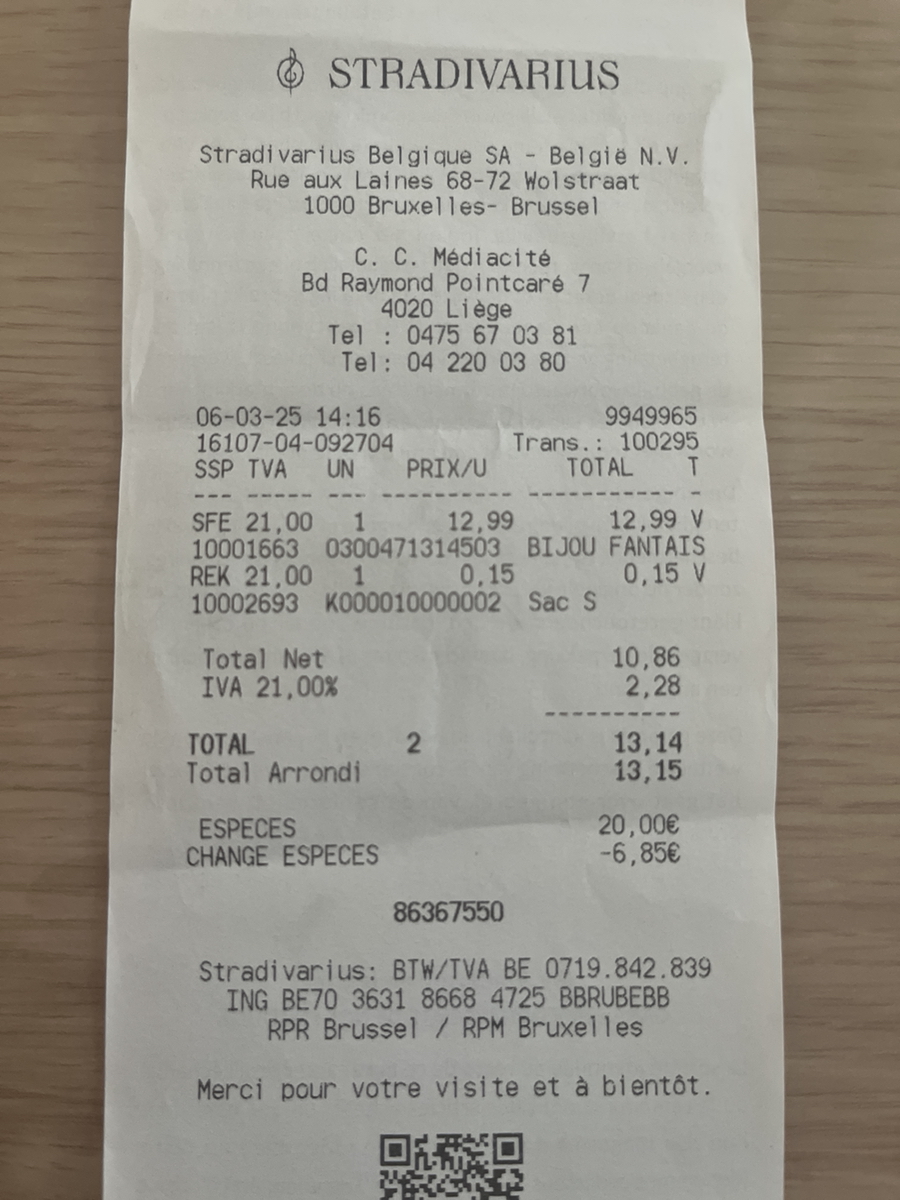 STRADIVARIUS
Stradivarius Belgique SA - België N.V.
Rue aux Laines 68-72 Wolstraat
1000 Bruxelles- Brussel
C. C. Médiacité
Bd Raymond Pointcaré 7
4020 Liège
Tel : 0475 67 03 81
Tel: 04 220 03 80
06-03-25 14:16 9949965
16107-04-092704 Trans.: 100295
SSP TVA UN PRIX/U TOTAL T
--- ----- --- ---------- ----------- -
SFE 21,00 1 12,99 12,99 V
10001663 0300471314503 BIJOU FANTAIS
REK 21,00 1 0,15 0,15 V
10002693 K000010000002 Sac S
Total Net 10,86
IVA 21,00% 2,28
----------
TOTAL 2 13,14
Total Arrondi 13,15
ESPECES 20,00€
CHANGE ESPECES -6,85€
86367550
Stradivarius: BTW/TVA BE 0719.842.839
ING BE70 3631 8668 4725 BBRUBEBB
RPR Brussel / RPM Bruxelles
Merci pour votre visite et à bientôt.